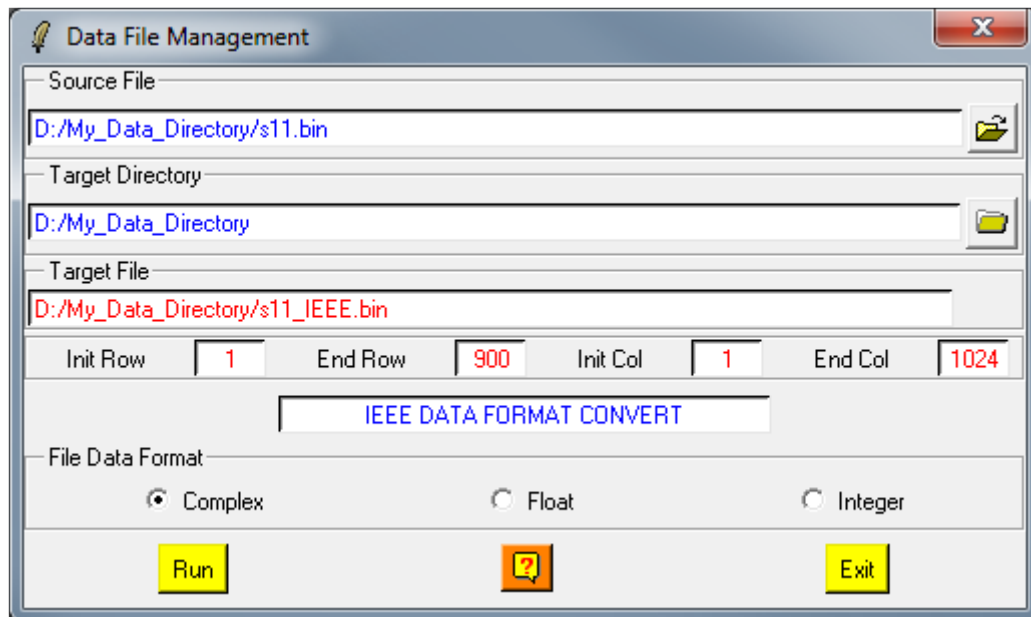 Data File Management
Source File
D:/My_Data_Directory/s11.bin
Target Directory
D:/My_Data_Directory
Target File
D:/My_Data_Directory/s11_IEEE.bin
Init Row 1 End Row 900 Init Col 1 End Col 1024
IEEE DATA FORMAT CONVERT
File Data Format
Complex Float Integer
Run ? Exit